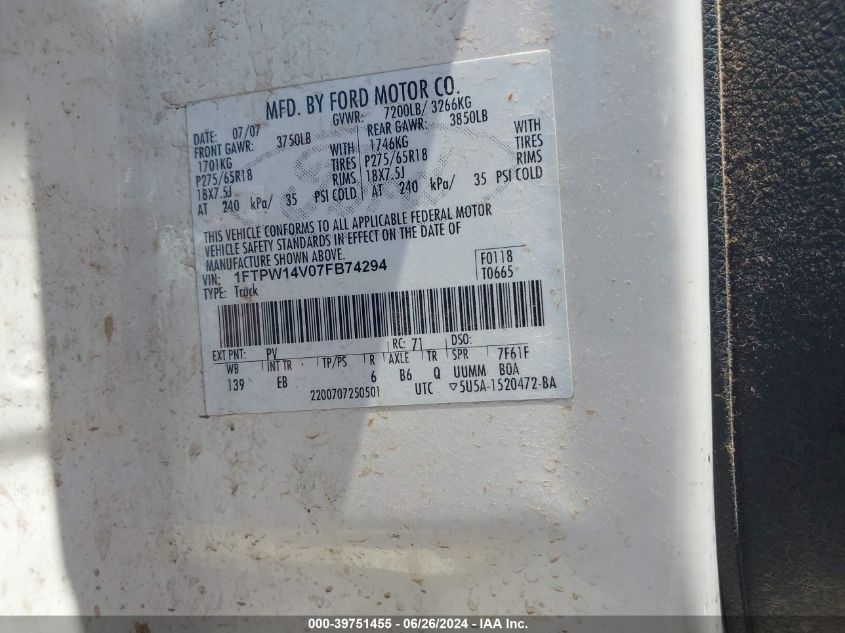 MFD. BY FORD MOTOR CO.
DATE: 07/07 GVWR: 7200LB/ 3266KG
FRONT GAWR: 3750LB REAR GAWR: 3850LB
1701KG WITH 1746KG WITH
P275/65R18 TIRES P275/65R18 TIRES
18X7.5J RIMS 18X7.5J RIMS
AT 240 kPa/ 35 PSI COLD AT 240 kPa/ 35 PSI COLD
THIS VEHICLE CONFORMS TO ALL APPLICABLE FEDERAL MOTOR
VEHICLE SAFETY STANDARDS IN EFFECT ON THE DATE OF
MANUFACTURE SHOWN ABOVE.
VIN: 1FTPW14V07FB74294 F0118
TYPE: Truck T0665
EXT PNT: PV RC: 71 DSO:
WB INT TR TP/PS R AXLE TR SPR 7F61F
139 EB 6 B6 Q UUMM BOA
2200707250501 UTC ▽5U5A-1520472-BA
000-39751455 - 06/26/2024 - IAA Inc.